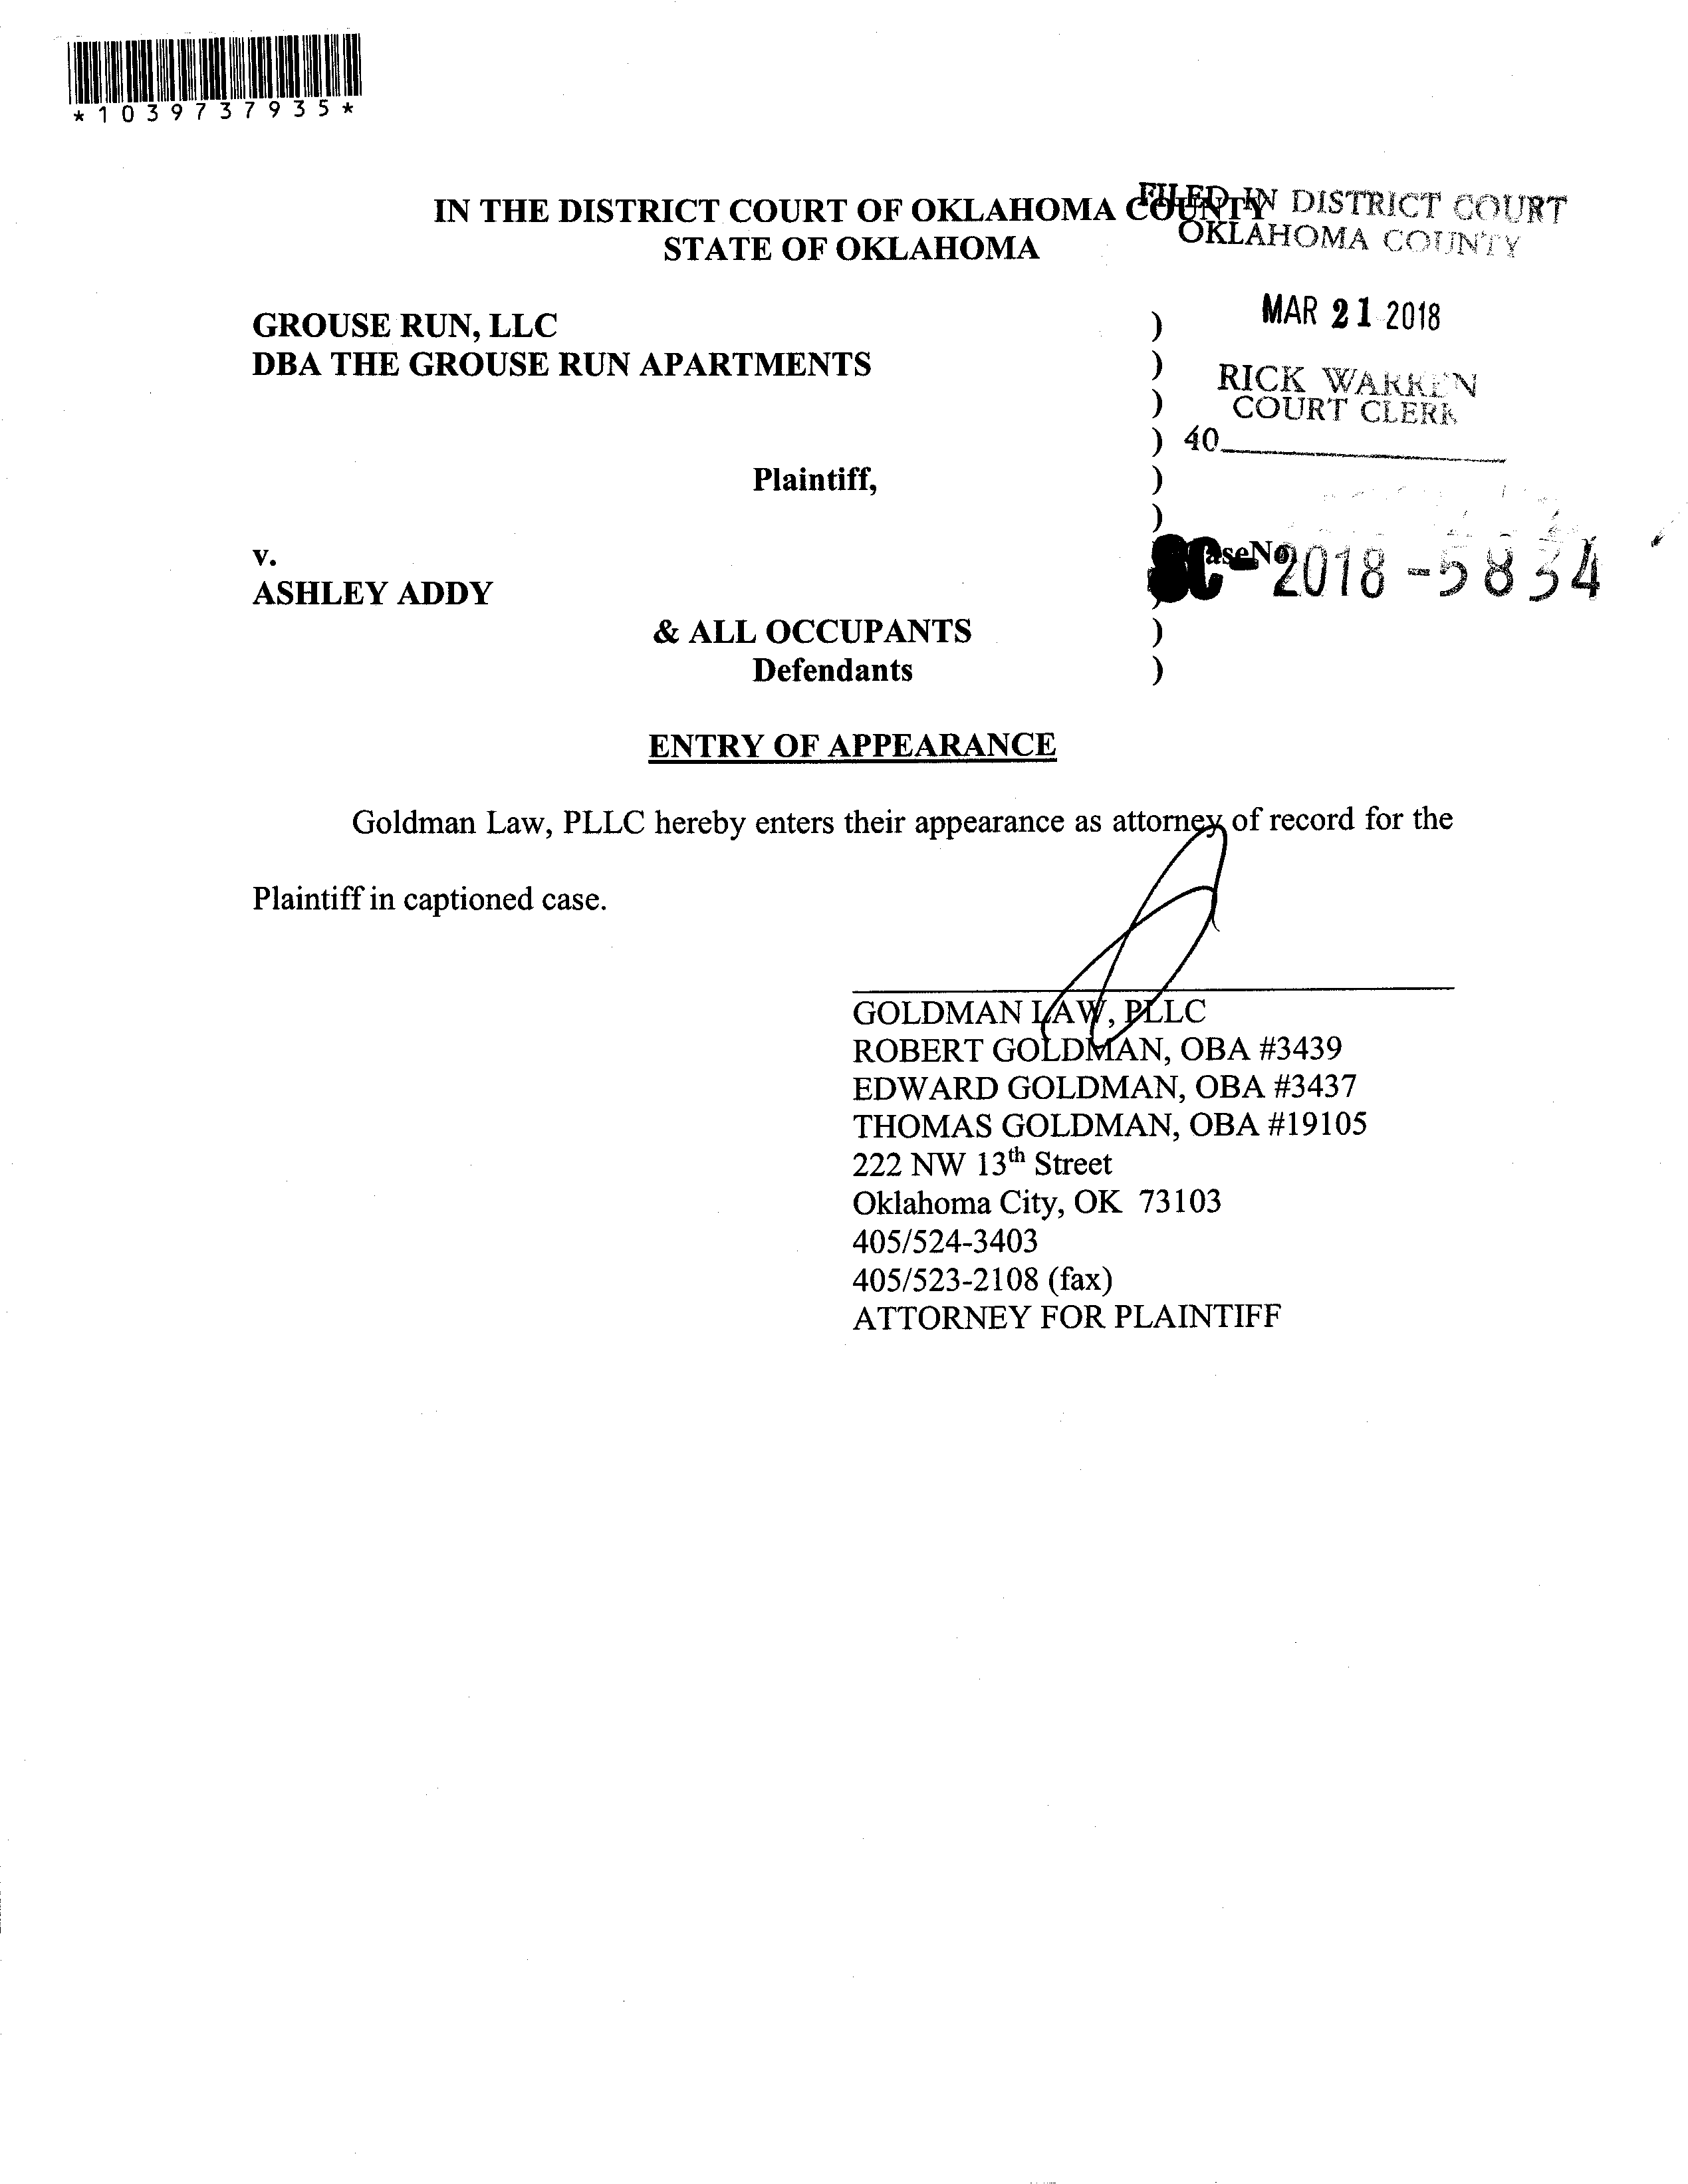 *1039737935*
IN THE DISTRICT COURT OF OKLAHOMA COUNTY
STATE OF OKLAHOMA
FILED IN DISTRICT COURT
OKLAHOMA COUNTY
MAR 21 2018
RICK WARREN
COURT CLERK
40
GROUSE RUN, LLC )
DBA THE GROUSE RUN APARTMENTS )
)
)
Plaintiff, )
)
v. Case No.
SC-2018-5834
ASHLEY ADDY )
& ALL OCCUPANTS )
Defendants )
ENTRY OF APPEARANCE
Goldman Law, PLLC hereby enters their appearance as attorney of record for the
Plaintiff in captioned case.
GOLDMAN LAW, PLLC
ROBERT GOLDMAN, OBA #3439
EDWARD GOLDMAN, OBA #3437
THOMAS GOLDMAN, OBA #19105
222 NW 13th Street
Oklahoma City, OK 73103
405/524-3403
405/523-2108 (fax)
ATTORNEY FOR PLAINTIFF